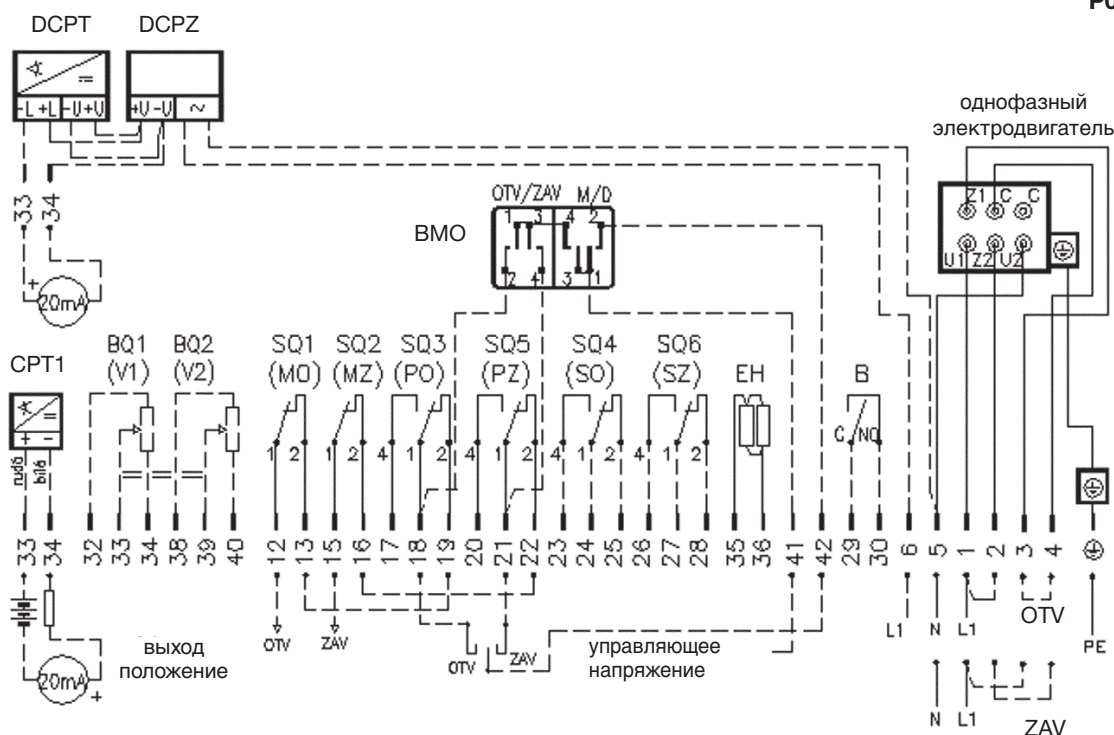 P0
DCPT DCPZ
-L +L -U +U +U -U ~
однофазный
электродвигатель
Z1 C C
U1 Z2 U2
33 34
+
20mA
OTV/ZAV M/D
BMO
1 3 4 2
2 4 3 1
CPT1
+ -
rudá bílá
BQ1 BQ2 SQ1 SQ2 SQ3 SQ5 SQ4 SQ6 EH B
(V1) (V2) (MO) (MZ) (PO) (PZ) (SO) (SZ)
C NO
1 2 1 2 4 1 2 4 1 2 4 1 2 4 1 2
33 34 32 33 34 38 39 40 12 13 15 16 17 18 19 20 21 22 23 24 25 26 27 28 35 36 41 42 29 30 6 5 1 2 3 4
OTV ZAV OTV ZAV
выход
положение
20mA
+
управляющее
напряжение
L1 N L1 OTV PE
N L1 ZAV